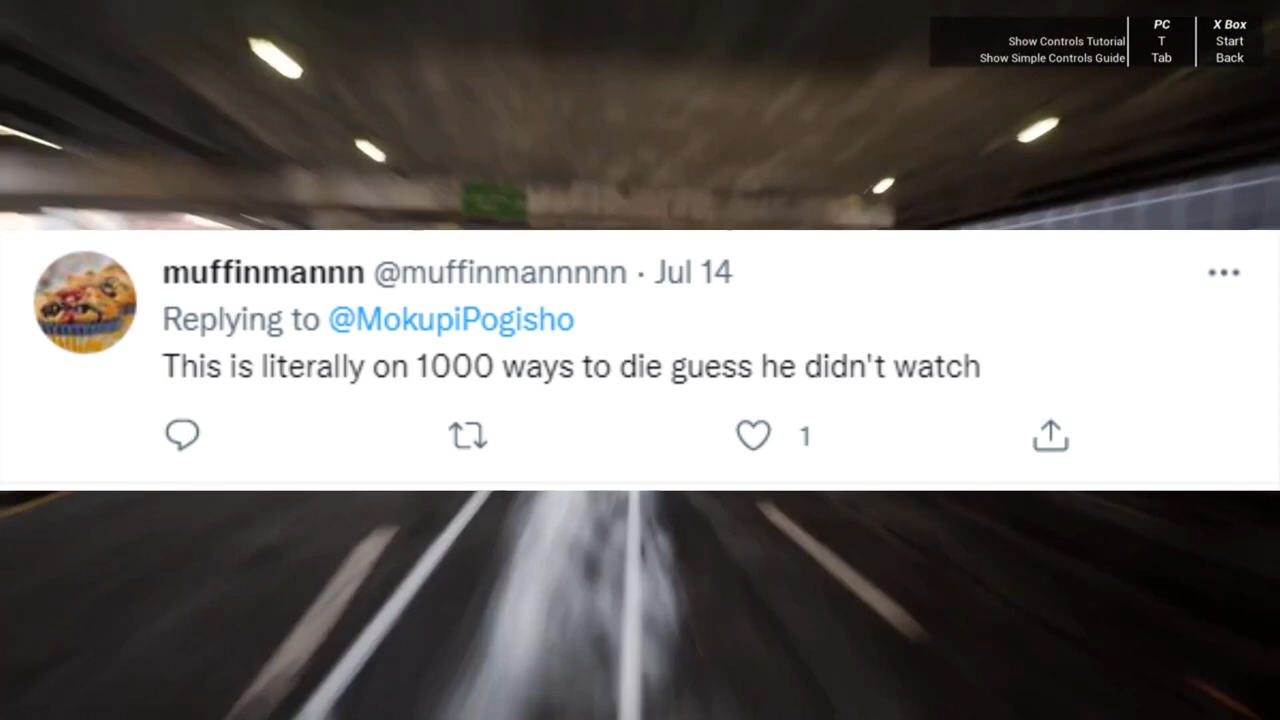 PC X Box
Show Controls Tutorial T Start
Show Simple Controls Guide Tab Back
muffinmannn @muffinmannnnn · Jul 14
Replying to @MokupiPogisho
This is literally on 1000 ways to die guess he didn't watch
1